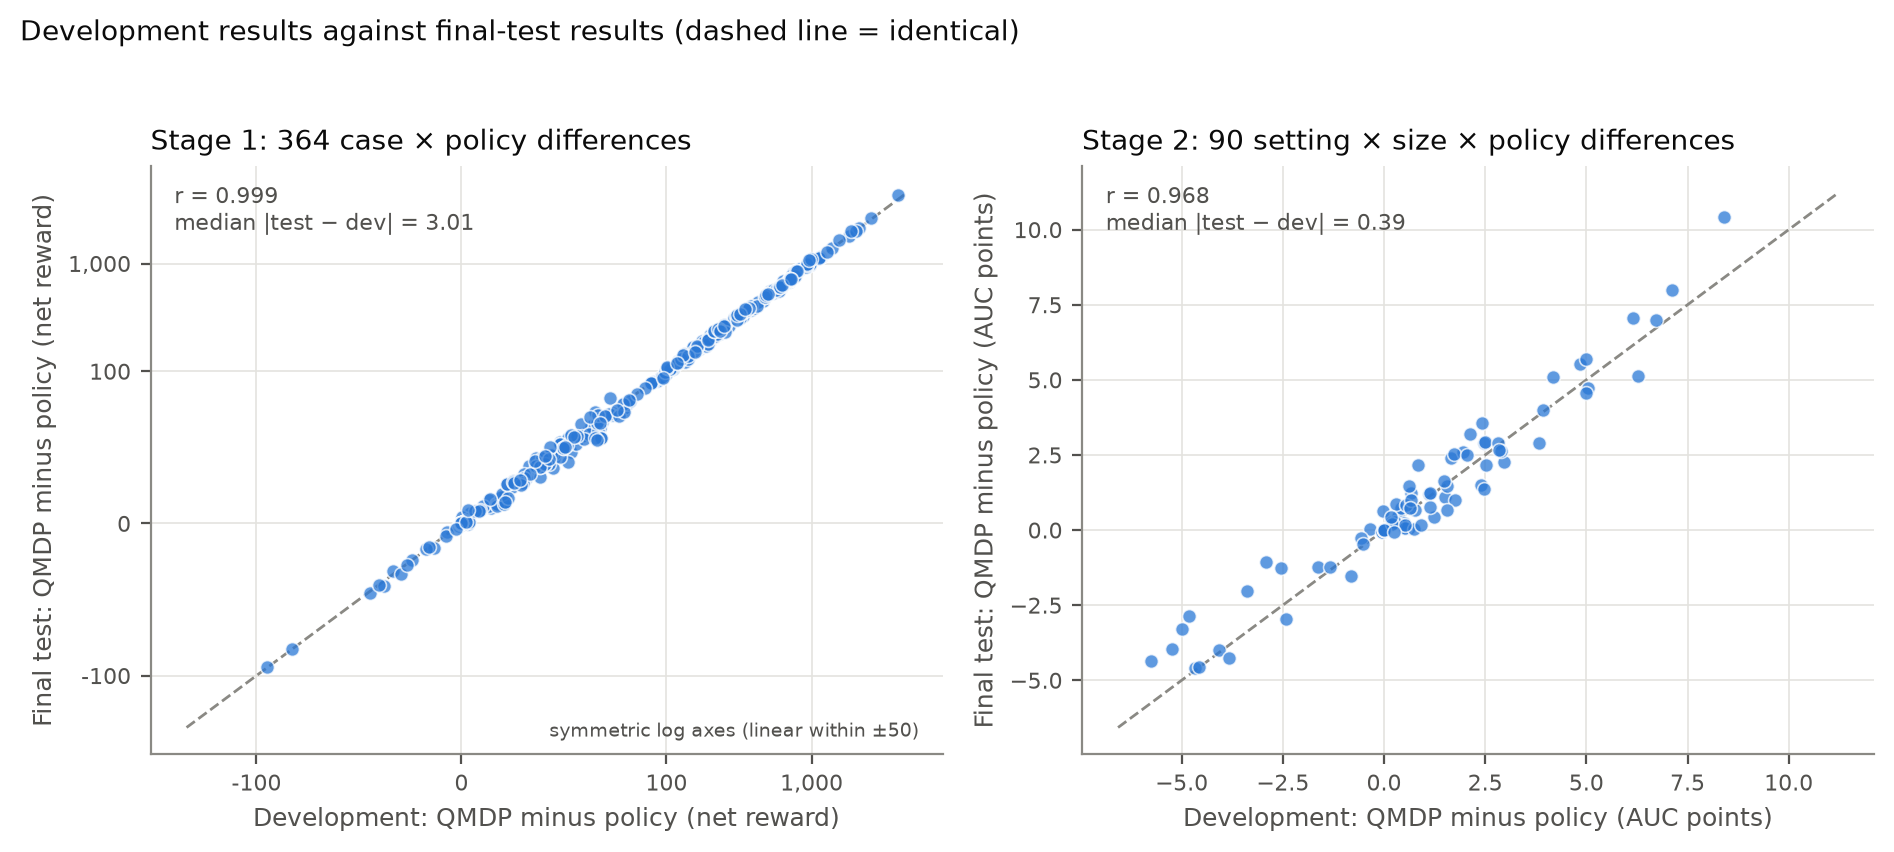 Development results against final-test results (dashed line = identical)
Stage 1: 364 case × policy differences
r = 0.999
median |test − dev| = 3.01
Final test: QMDP minus policy (net reward)
1,000
100
0
-100
symmetric log axes (linear within ±50)
-100
0
100
1,000
Development: QMDP minus policy (net reward)
Stage 2: 90 setting × size × policy differences
r = 0.968
median |test − dev| = 0.39
Final test: QMDP minus policy (AUC points)
10.0
7.5
5.0
2.5
0.0
−2.5
−5.0
−5.0
−2.5
0.0
2.5
5.0
7.5
10.0
Development: QMDP minus policy (AUC points)